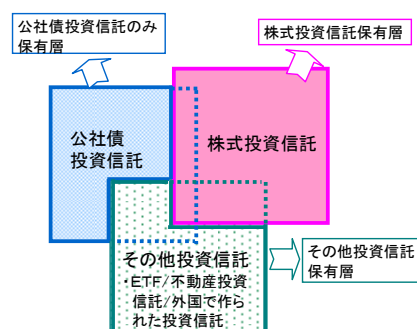 公社債投資信託のみ
保有層
株式投資信託保有層
公社債
投資信託
株式投資信託
その他投資信託
・ETF/不動産投資
信託/外国で作ら
れた投資信託
その他投資信託
保有層